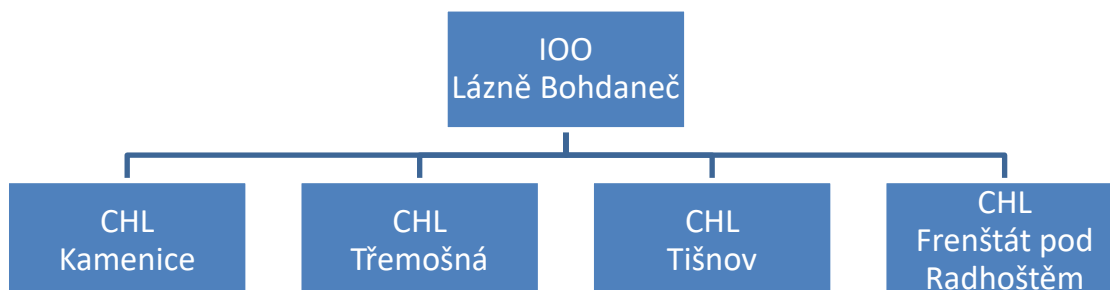 IOO
Lázně Bohdaneč
CHL
Kamenice
CHL
Třemošná
CHL
Tišnov
CHL
Frenštát pod
Radhoštěm